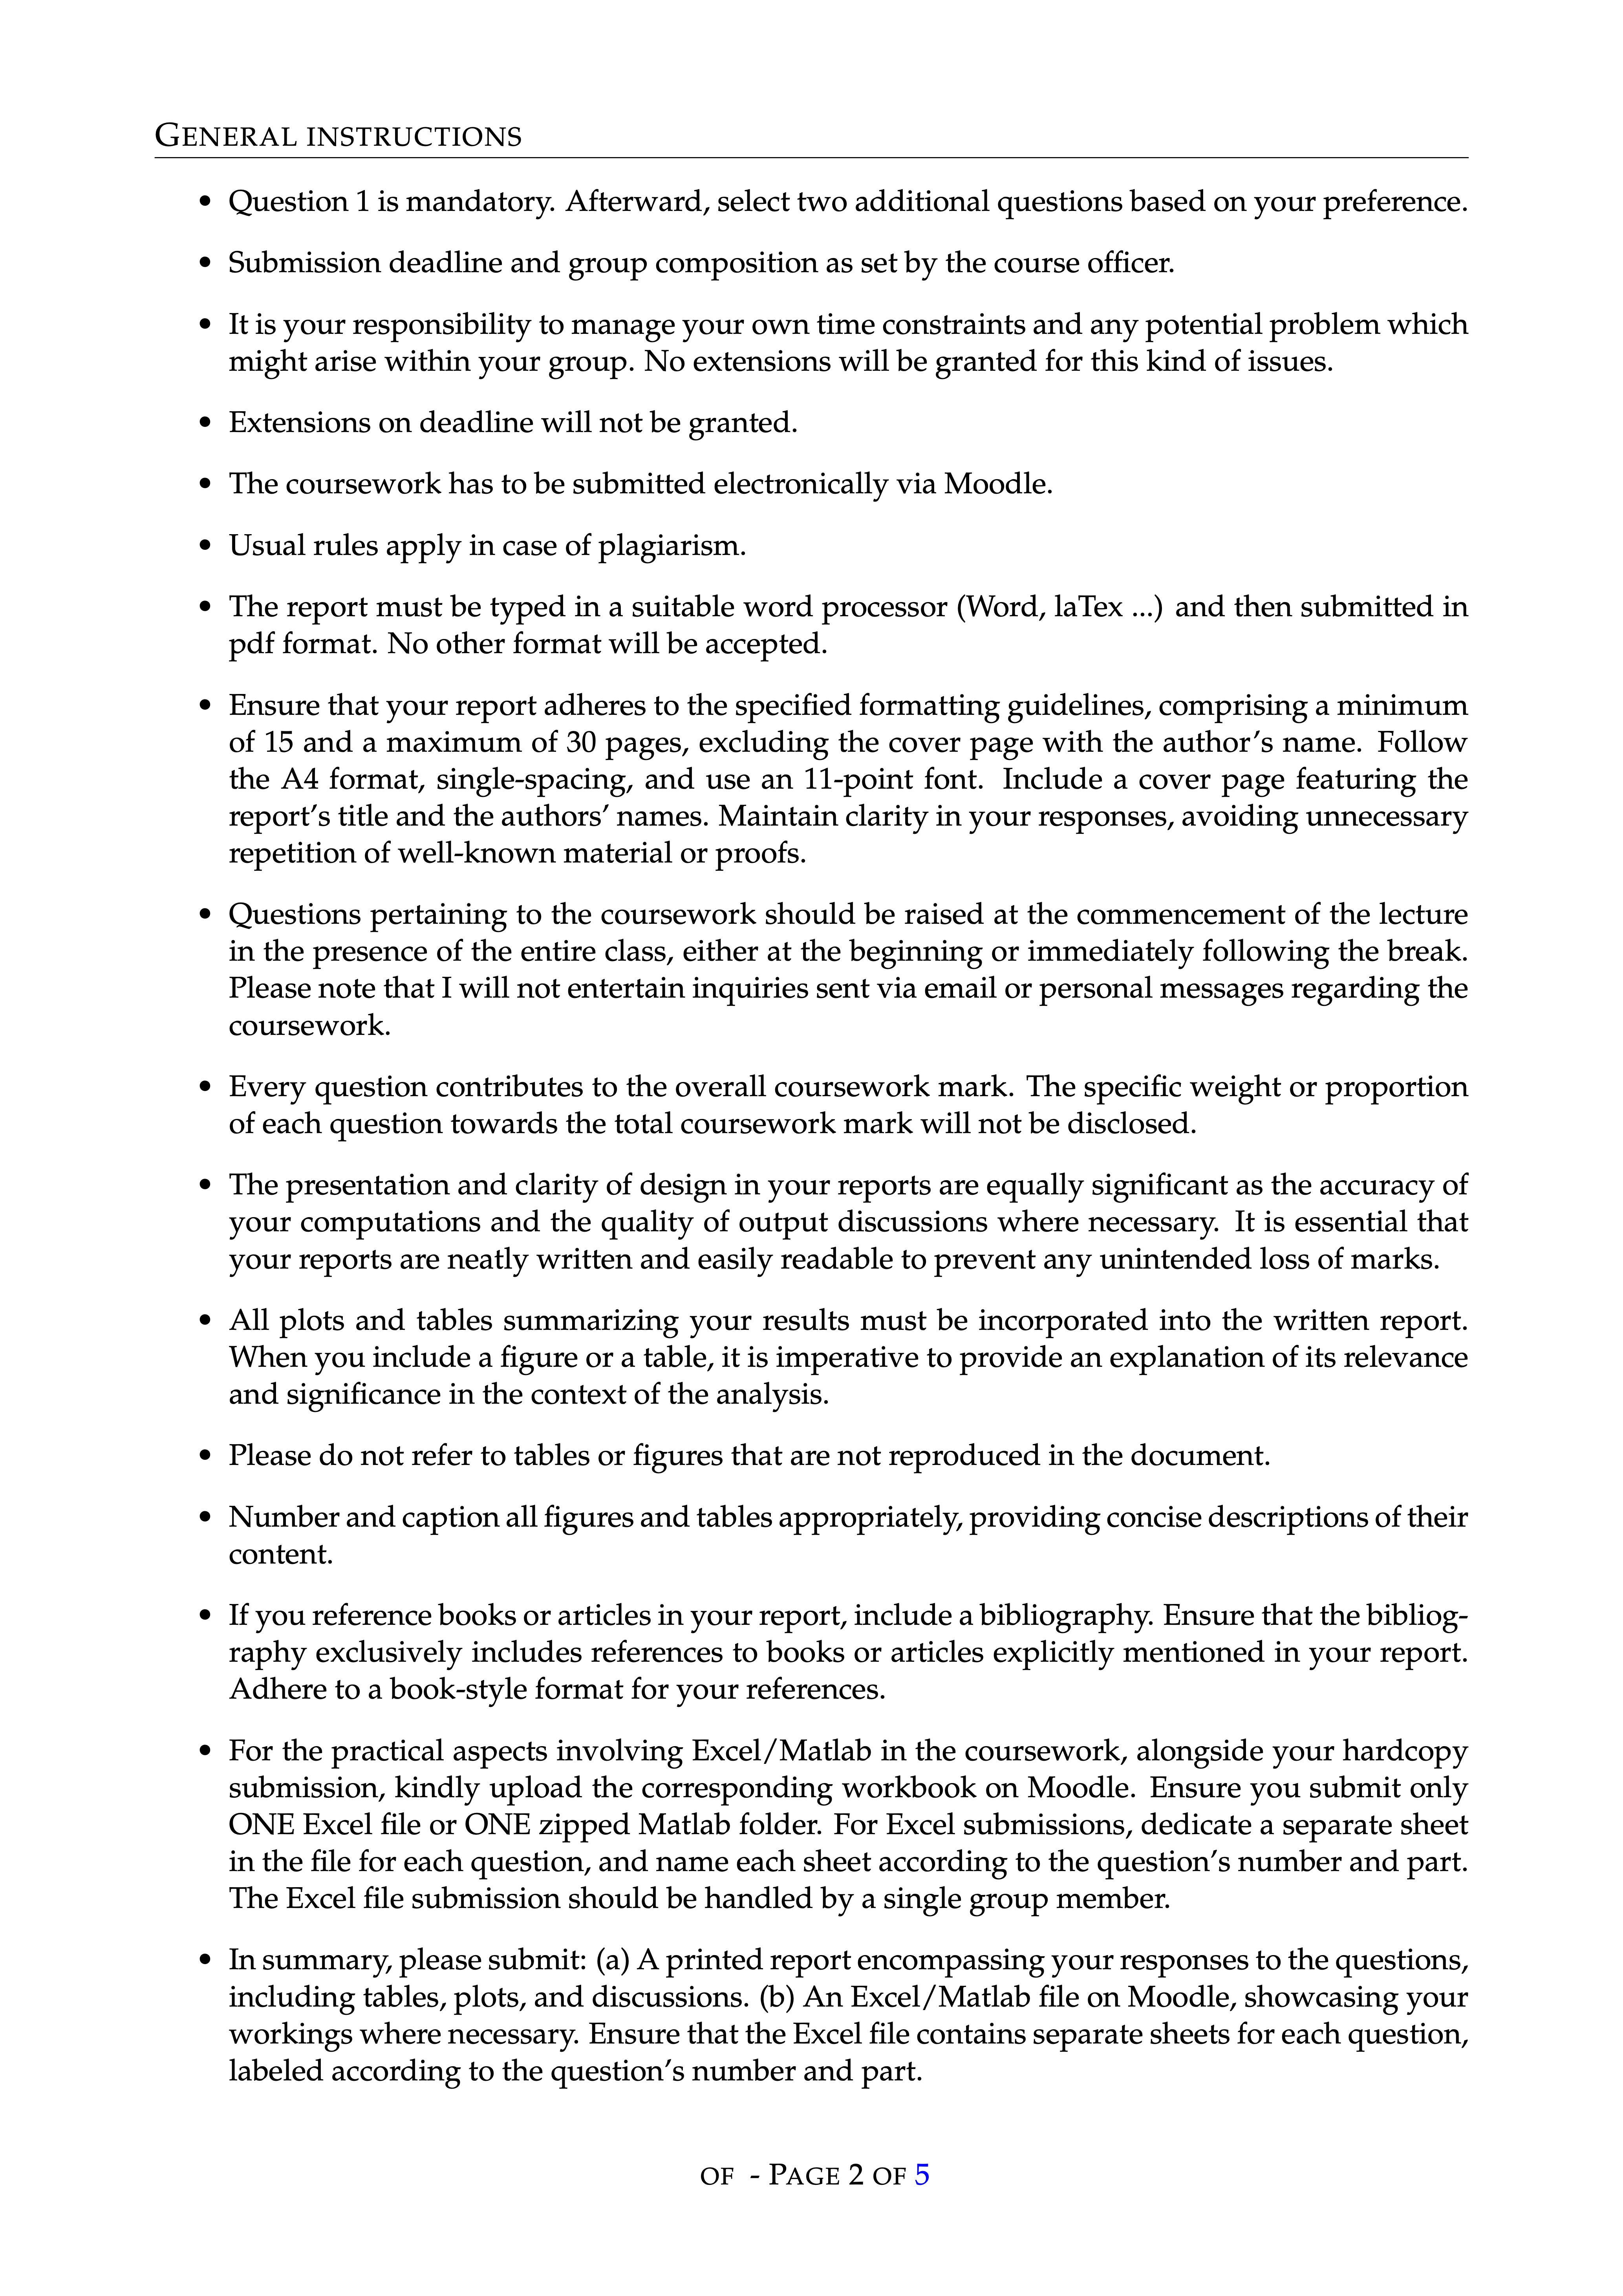 GENERAL INSTRUCTIONS
• Question 1 is mandatory. Afterward, select two additional questions based on your preference.
• Submission deadline and group composition as set by the course officer.
• It is your responsibility to manage your own time constraints and any potential problem which
might arise within your group. No extensions will be granted for this kind of issues.
• Extensions on deadline will not be granted.
• The coursework has to be submitted electronically via Moodle.
• Usual rules apply in case of plagiarism.
• The report must be typed in a suitable word processor (Word, laTex ...) and then submitted in
pdf format. No other format will be accepted.
• Ensure that your report adheres to the specified formatting guidelines, comprising a minimum
of 15 and a maximum of 30 pages, excluding the cover page with the author's name. Follow
the A4 format, single-spacing, and use an 11-point font. Include a cover page featuring the
report's title and the authors' names. Maintain clarity in your responses, avoiding unnecessary
repetition of well-known material or proofs.
• Questions pertaining to the coursework should be raised at the commencement of the lecture
in the presence of the entire class, either at the beginning or immediately following the break.
Please note that I will not entertain inquiries sent via email or personal messages regarding the
coursework.
• Every question contributes to the overall coursework mark. The specific weight or proportion
of each question towards the total coursework mark will not be disclosed.
• The presentation and clarity of design in your reports are equally significant as the accuracy of
your computations and the quality of output discussions where necessary. It is essential that
your reports are neatly written and easily readable to prevent any unintended loss of marks.
• All plots and tables summarizing your results must be incorporated into the written report.
When you include a figure or a table, it is imperative to provide an explanation of its relevance
and significance in the context of the analysis.
• Please do not refer to tables or figures that are not reproduced in the document.
• Number and caption all figures and tables appropriately, providing concise descriptions of their
content.
• If you reference books or articles in your report, include a bibliography. Ensure that the bibliog-
raphy exclusively includes references to books or articles explicitly mentioned in your report.
Adhere to a book-style format for your references.
• For the practical aspects involving Excel/Matlab in the coursework, alongside your hardcopy
submission, kindly upload the corresponding workbook on Moodle. Ensure you submit only
ONE Excel file or ONE zipped Matlab folder. For Excel submissions, dedicate a separate sheet
in the file for each question, and name each sheet according to the question's number and part.
The Excel file submission should be handled by a single group member.
• In summary, please submit: (a) A printed report encompassing your responses to the questions,
including tables, plots, and discussions. (b) An Excel/Matlab file on Moodle, showcasing your
workings where necessary. Ensure that the Excel file contains separate sheets for each question,
labeled according to the question's number and part.
OF - PAGE 2 OF 5